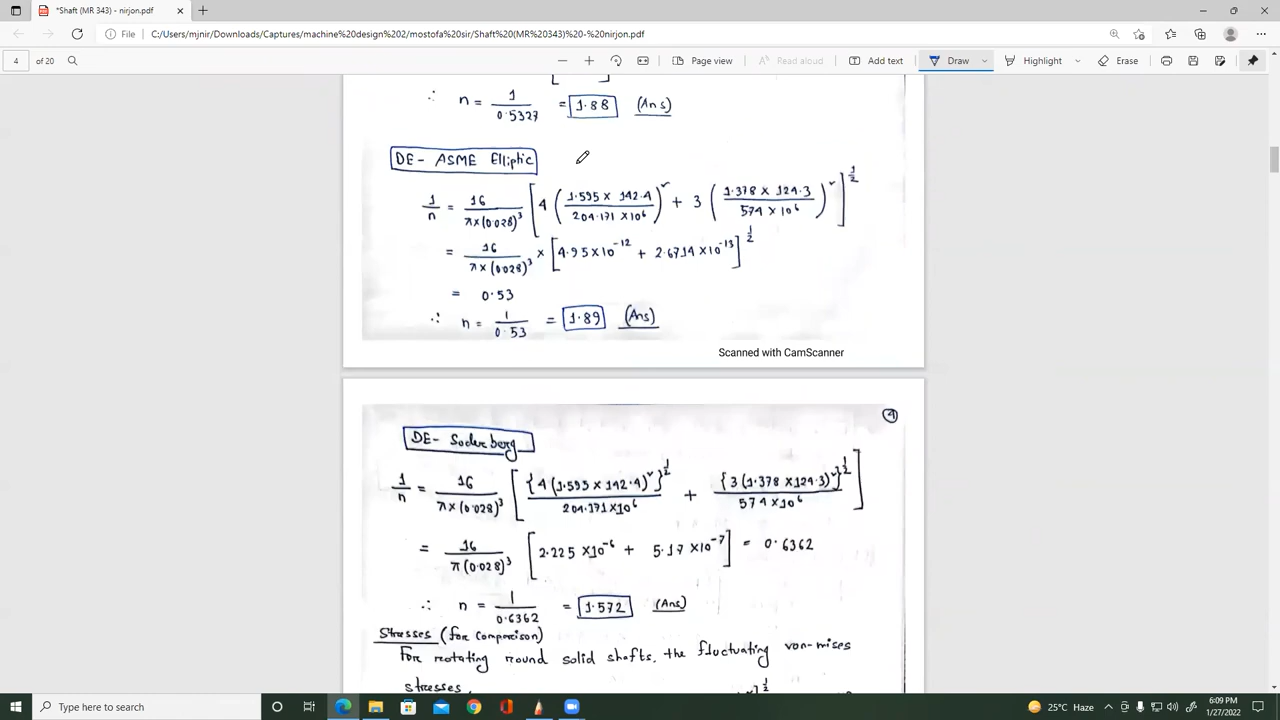 *Shaft (MR 343) - nirjon.pdf
File C:/Users/mjnir/Downloads/Captures/machine%20design%202/mostofa%20sir/Shaft%20(MR%20343)%20-%20nirjon.pdf
4 of 20 Page view Read aloud Add text Draw Highlight Erase
∴ n = 1/0.5327 = 1.88 (Ans)
DE- ASME Elliptic
1/n = 16/π×(0.028)³ [4 (1.595 × 142.4 / 204.171 ×10⁶)² + 3 (1.378 × 124.3 / 574 × 10⁶)²]^½
= 16/π×(0.028)³ × [4.95×10⁻¹² + 2.6714×10⁻¹³]^½
= 0.53
∴ n = 1/0.53 = 1.89 (Ans)
Scanned with CamScanner
4
DE- Soderberg
1/n = 16/π×(0.028)³ [{4 (1.595 × 142.4)²}^½ / 204.171×10⁶ + {3 (1.378 ×124.3)²}^½ / 574 ×10⁶]
= 16/π(0.028)³ [2.225 ×10⁻⁶ + 5.17 ×10⁻⁷] = 0.6362
∴ n = 1/0.6362 = 1.572 (Ans)
Stresses (for comparison)
For rotating round solid shafts, the fluctuating von-mises
stresses,
Type here to search
25°C Haze
6:09 PM
1/27/2022
2